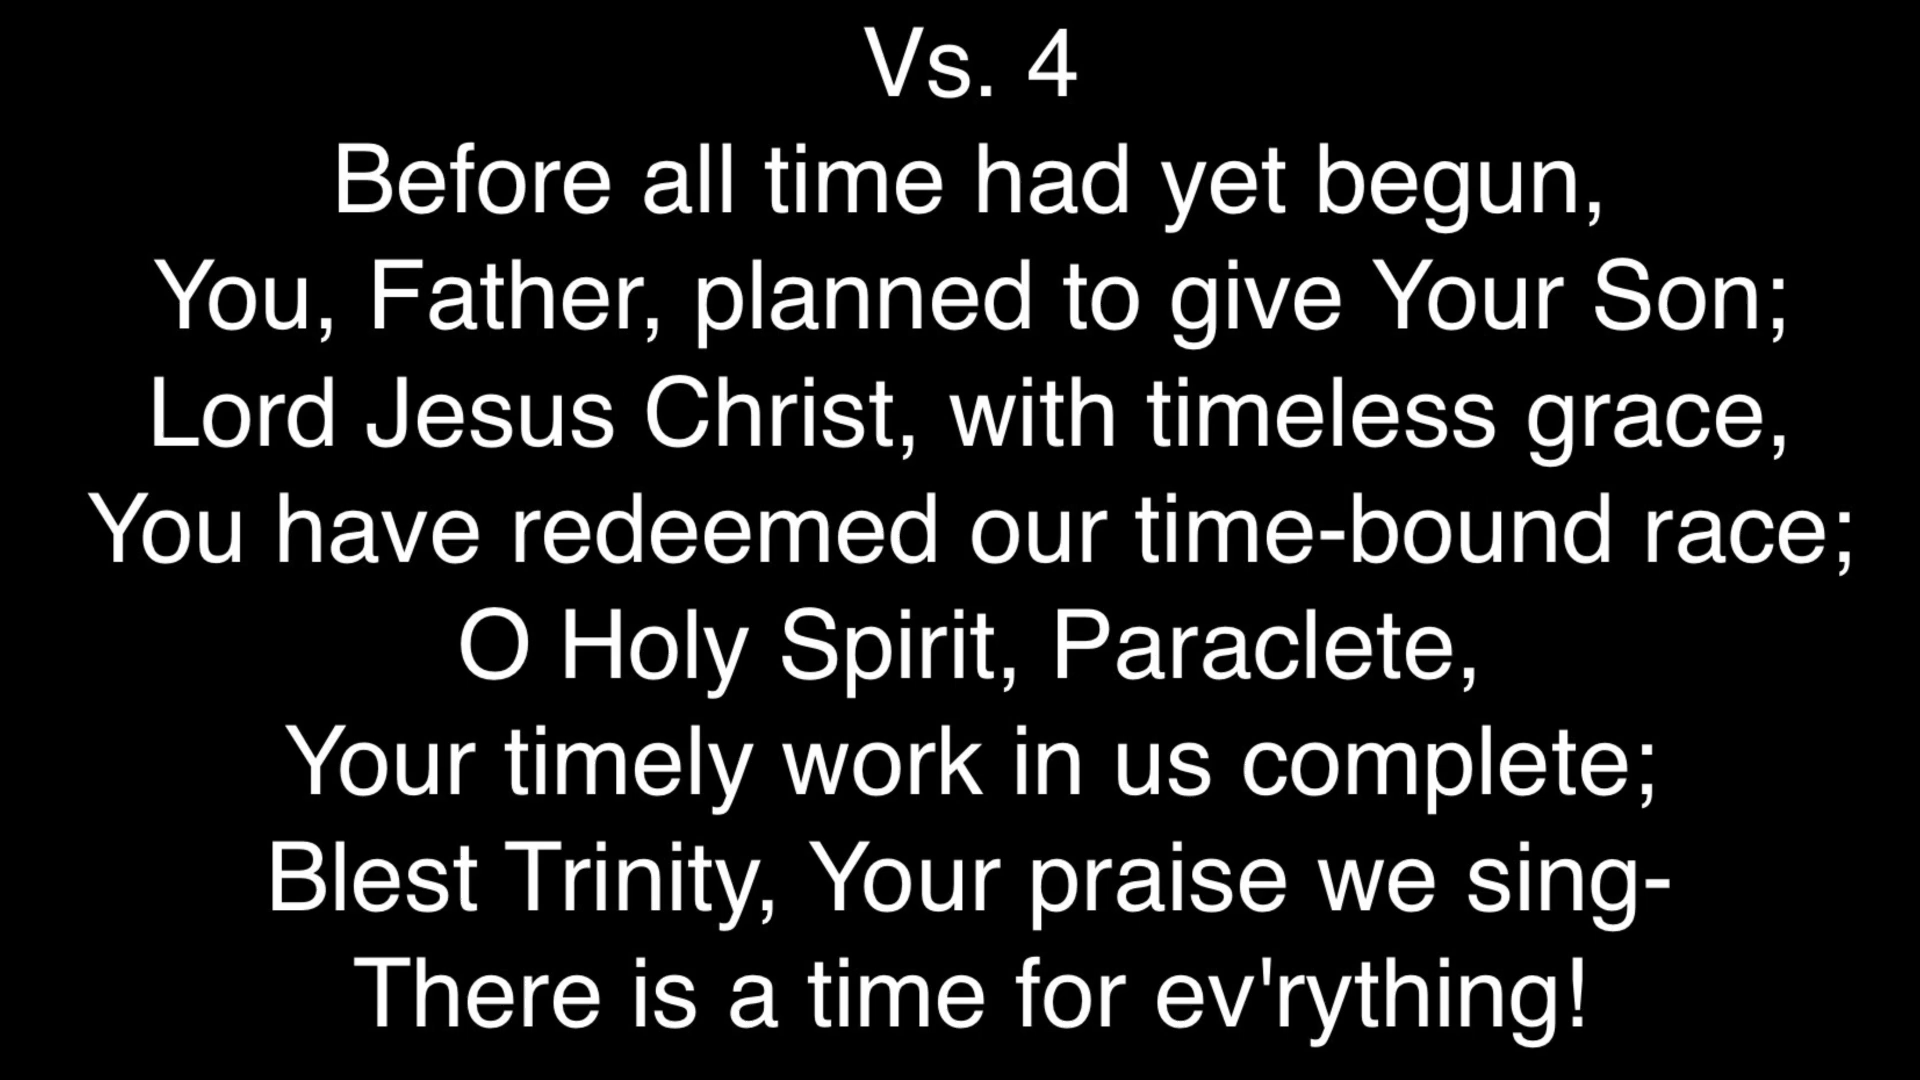 Vs. 4
Before all time had yet begun,
You, Father, planned to give Your Son;
Lord Jesus Christ, with timeless grace,
You have redeemed our time-bound race;
O Holy Spirit, Paraclete,
Your timely work in us complete;
Blest Trinity, Your praise we sing-
There is a time for ev'rything!